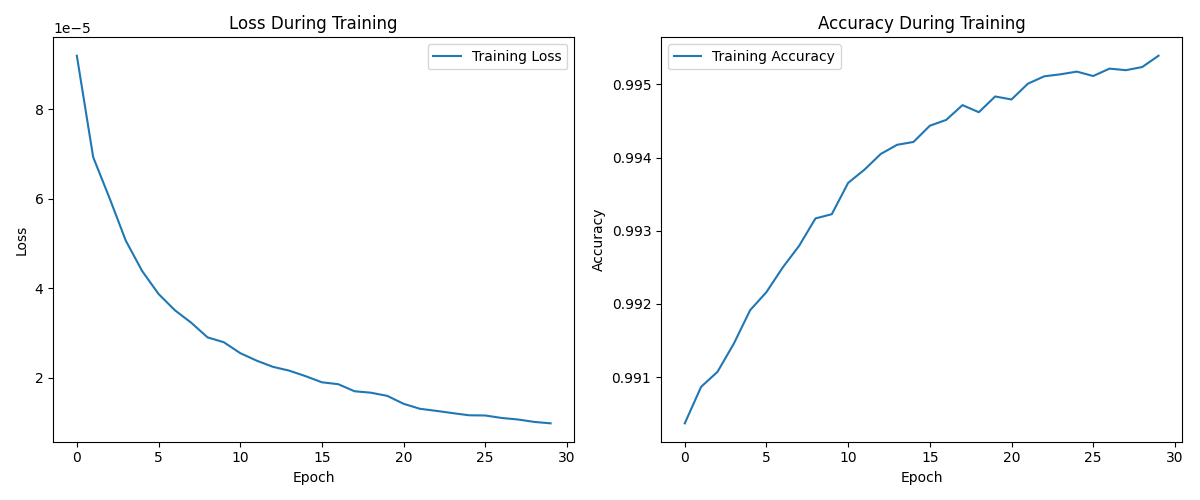 Loss During Training
1e−5
Training Loss
8
6
4
2
Loss
0 5 10 15 20 25 30
Epoch
Accuracy During Training
Training Accuracy
0.995
0.994
0.993
0.992
0.991
Accuracy
0 5 10 15 20 25 30
Epoch